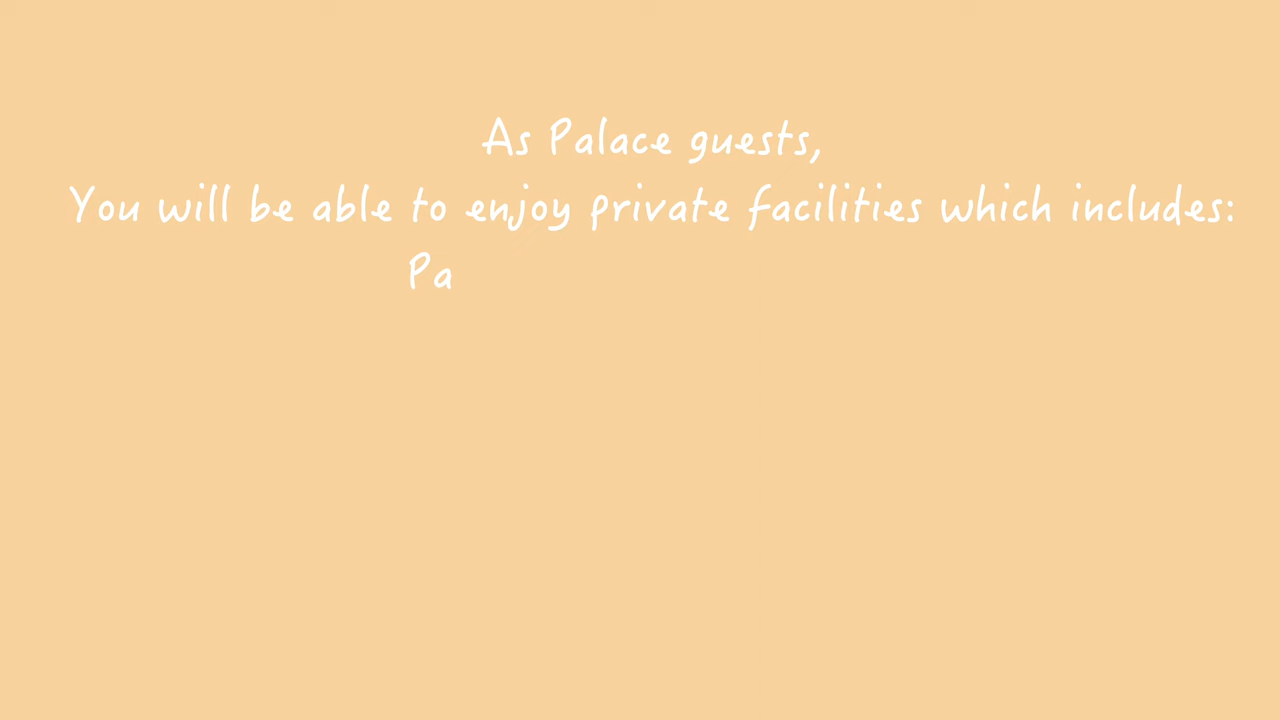 As Palace guests,
You will be able to enjoy private facilities which includes:
Pa